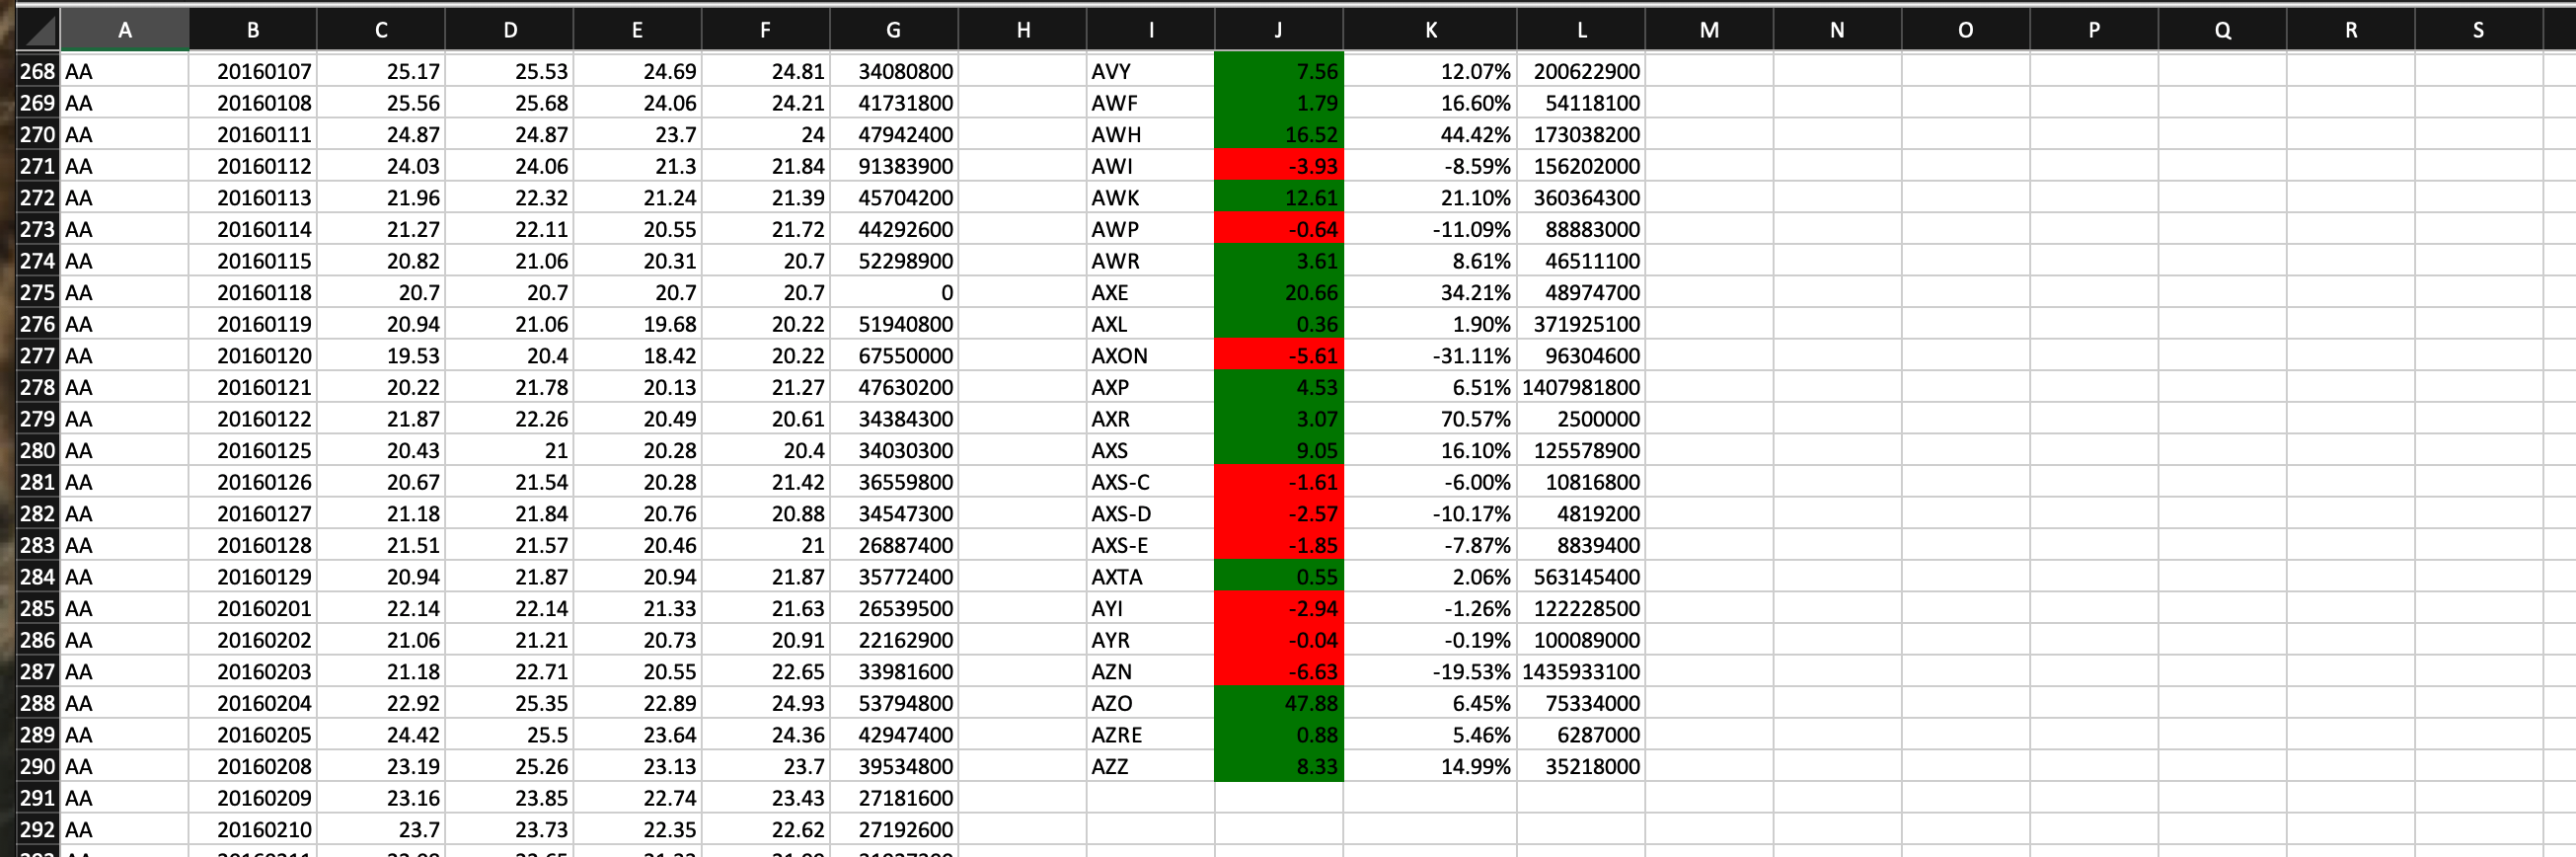 A B C D E F G H I J K L M N O P Q R S
268 AA 20160107 25.17 25.53 24.69 24.81 34080800 AVY 7.56 12.07% 200622900
269 AA 20160108 25.56 25.68 24.06 24.21 41731800 AWF 1.79 16.60% 54118100
270 AA 20160111 24.87 24.87 23.7 24 47942400 AWH 16.52 44.42% 173038200
271 AA 20160112 24.03 24.06 21.3 21.84 91383900 AWI -3.93 -8.59% 156202000
272 AA 20160113 21.96 22.32 21.24 21.39 45704200 AWK 12.61 21.10% 360364300
273 AA 20160114 21.27 22.11 20.55 21.72 44292600 AWP -0.64 -11.09% 88883000
274 AA 20160115 20.82 21.06 20.31 20.7 52298900 AWR 3.61 8.61% 46511100
275 AA 20160118 20.7 20.7 20.7 20.7 0 AXE 20.66 34.21% 48974700
276 AA 20160119 20.94 21.06 19.68 20.22 51940800 AXL 0.36 1.90% 371925100
277 AA 20160120 19.53 20.4 18.42 20.22 67550000 AXON -5.61 -31.11% 96304600
278 AA 20160121 20.22 21.78 20.13 21.27 47630200 AXP 4.53 6.51% 1407981800
279 AA 20160122 21.87 22.26 20.49 20.61 34384300 AXR 3.07 70.57% 2500000
280 AA 20160125 20.43 21 20.28 20.4 34030300 AXS 9.05 16.10% 125578900
281 AA 20160126 20.67 21.54 20.28 21.42 36559800 AXS-C -1.61 -6.00% 10816800
282 AA 20160127 21.18 21.84 20.76 20.88 34547300 AXS-D -2.57 -10.17% 4819200
283 AA 20160128 21.51 21.57 20.46 21 26887400 AXS-E -1.85 -7.87% 8839400
284 AA 20160129 20.94 21.87 20.94 21.87 35772400 AXTA 0.55 2.06% 563145400
285 AA 20160201 22.14 22.14 21.33 21.63 26539500 AYI -2.94 -1.26% 122228500
286 AA 20160202 21.06 21.21 20.73 20.91 22162900 AYR -0.04 -0.19% 100089000
287 AA 20160203 21.18 22.71 20.55 22.65 33981600 AZN -6.63 -19.53% 1435933100
288 AA 20160204 22.92 25.35 22.89 24.93 53794800 AZO 47.88 6.45% 75334000
289 AA 20160205 24.42 25.5 23.64 24.36 42947400 AZRE 0.88 5.46% 6287000
290 AA 20160208 23.19 25.26 23.13 23.7 39534800 AZZ 8.33 14.99% 35218000
291 AA 20160209 23.16 23.85 22.74 23.43 27181600
292 AA 20160210 23.7 23.73 22.35 22.62 27192600